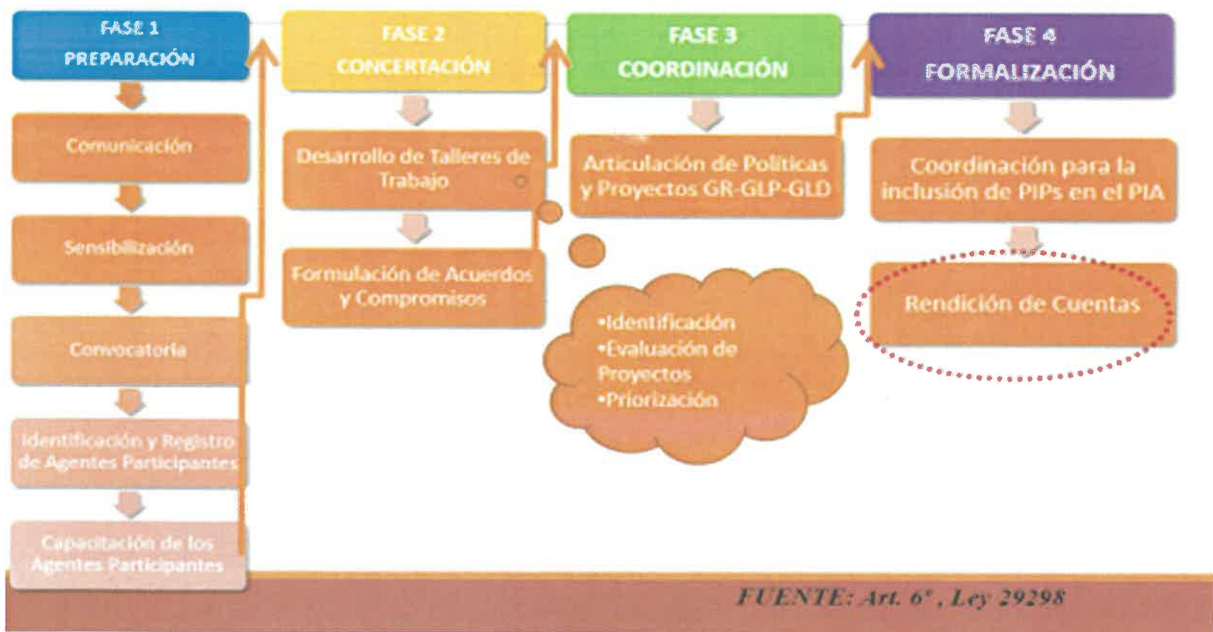 FASE 1
PREPARACIÓN
Comunicación
Sensibilización
Convocatoria
Identificación y Registro
de Agentes Participantes
Capacitación de los
Agentes Participantes
FASE 2
CONCERTACIÓN
Desarrollo de Talleres de
Trabajo
Formulación de Acuerdos
y Compromisos
FASE 3
COORDINACIÓN
Articulación de Políticas
y Proyectos GR-GLP-GLD
•Identificación
•Evaluación de
Proyectos
•Priorización
FASE 4
FORMALIZACIÓN
Coordinación para la
inclusión de PIPs en el PIA
Rendición de Cuentas
FUENTE: Art. 6º, Ley 29298